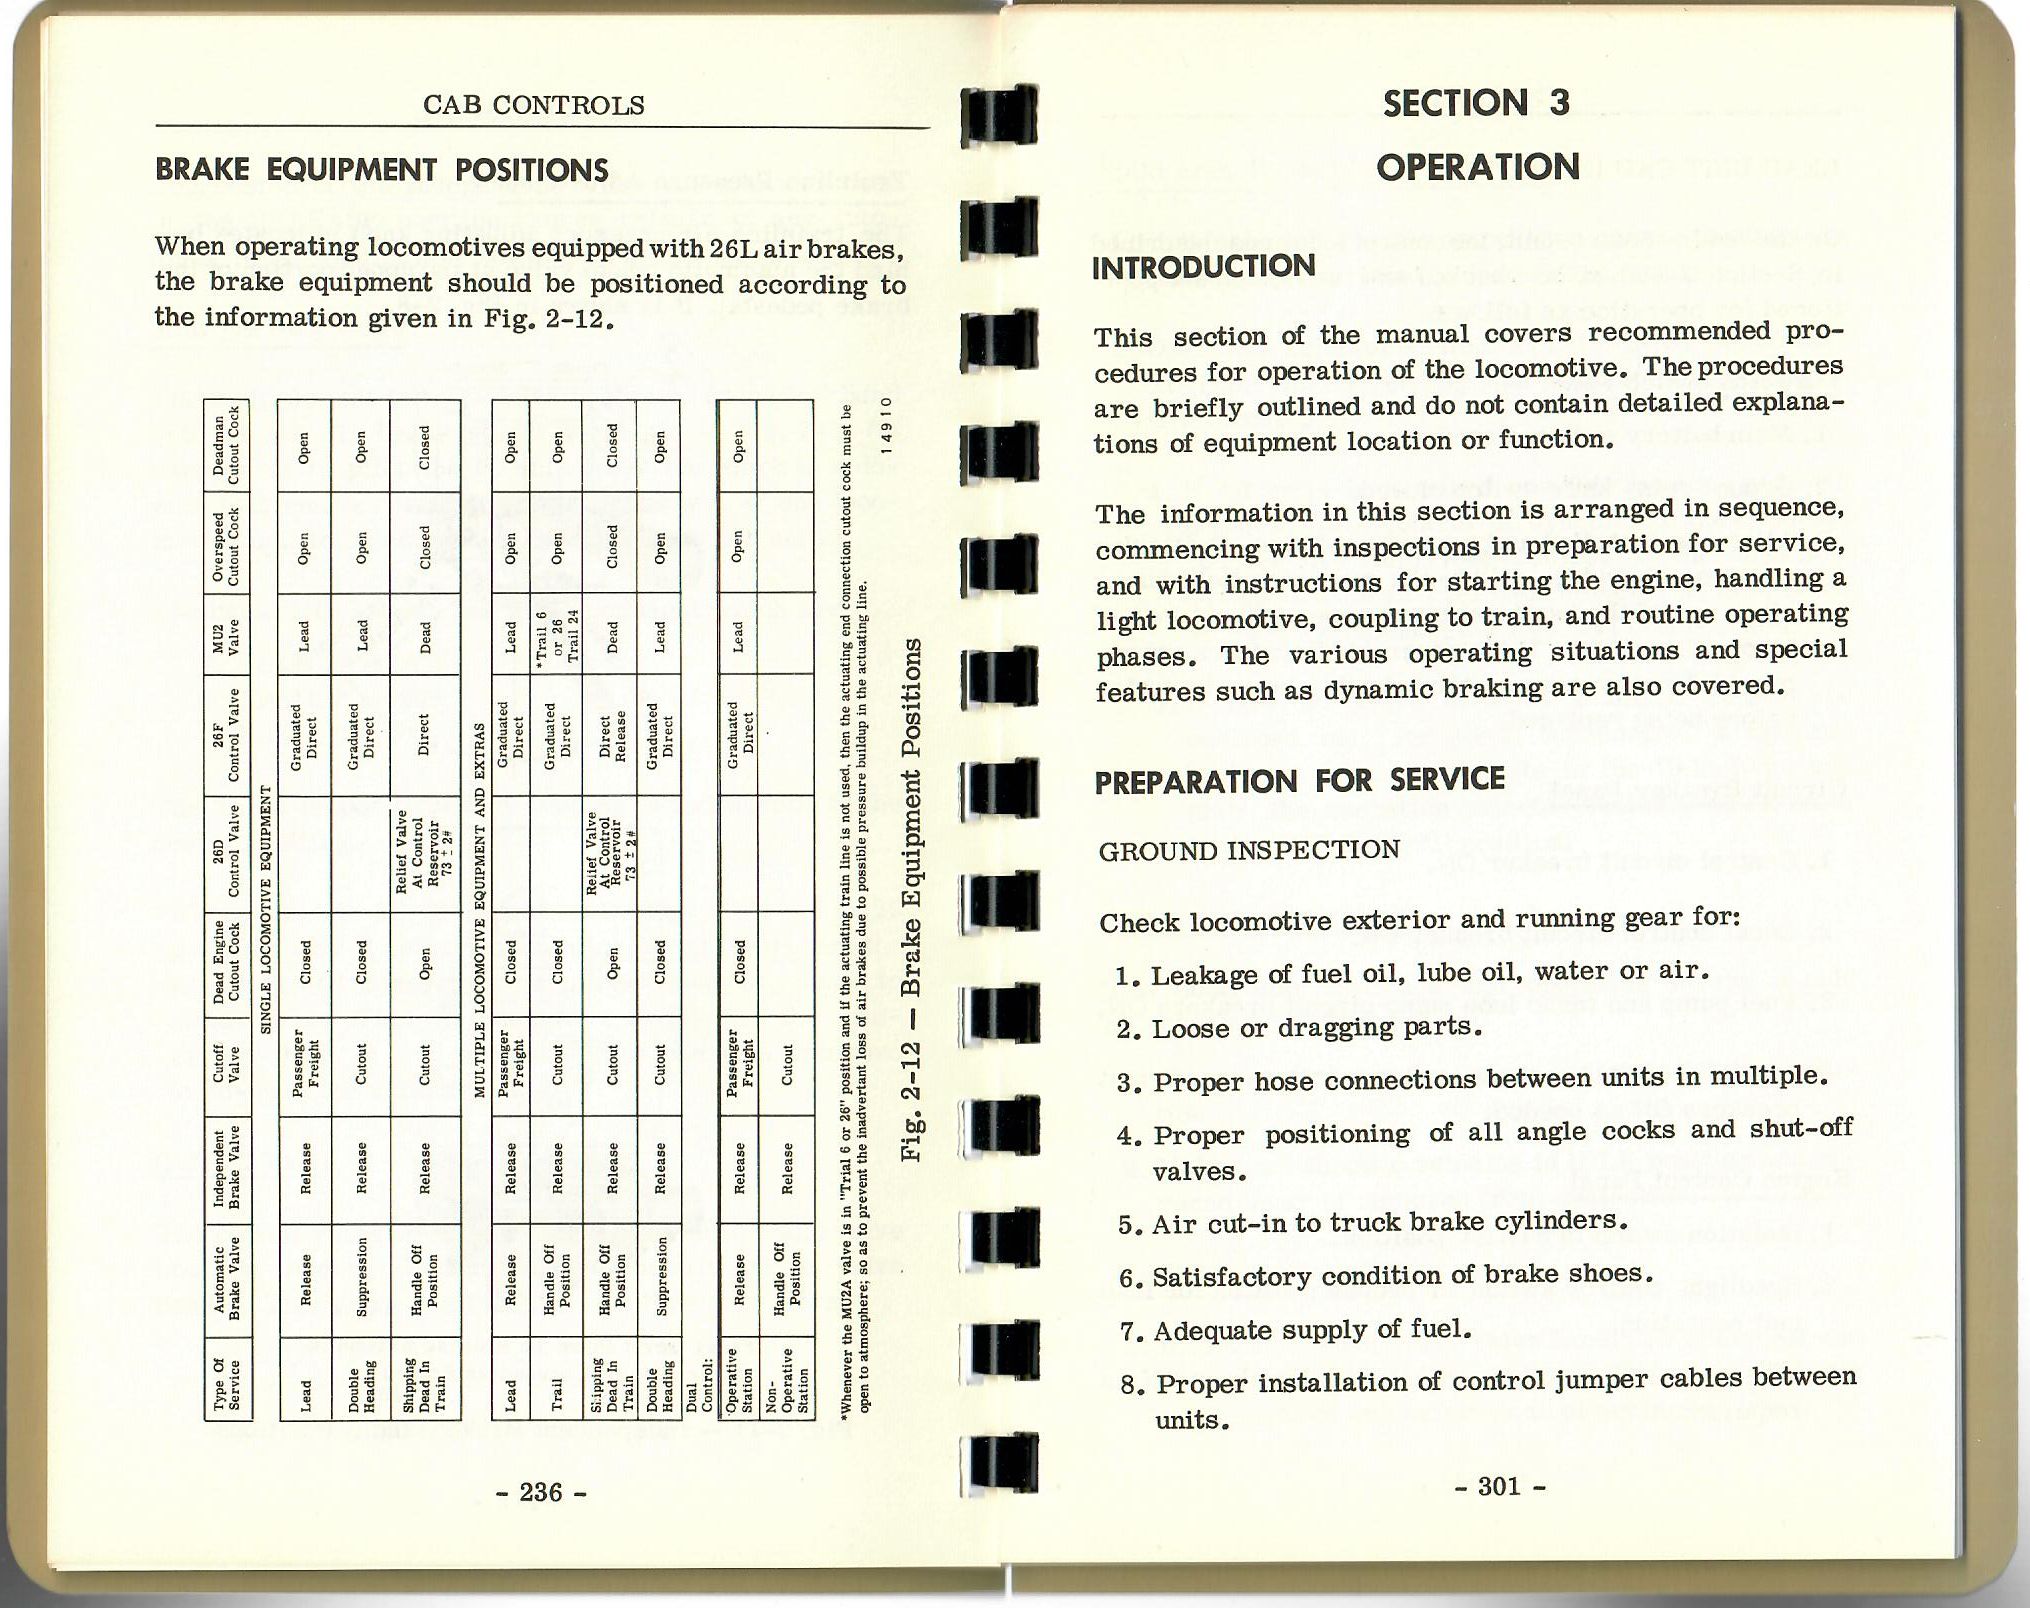 CAB CONTROLS
BRAKE EQUIPMENT POSITIONS
When operating locomotives equipped with 26L air brakes,
the brake equipment should be positioned according to
the information given in Fig. 2-12.
Type Of Service | Automatic Brake Valve | Independent Brake Valve | Cutoff Valve | Dead Engine Cutout Cock | 26D Control Valve | 26F Control Valve | MU2 Valve | Overspeed Cutout Cock | Deadman Cutout Cock
SINGLE LOCOMOTIVE EQUIPMENT
Lead | Release | Release | Passenger Freight | Closed | | Graduated Direct | Lead | Open | Open
Double Heading | Suppression | Release | Cutout | Closed | | Graduated Direct | Lead | Open | Open
Shipping Dead In Train | Handle Off Position | Release | Cutout | Open | Relief Valve At Control Reservoir 73 ± 2# | Direct | Dead | Closed | Closed
MULTIPLE LOCOMOTIVE EQUIPMENT AND EXTRAS
Lead | Release | Release | Passenger Freight | Closed | | Graduated Direct | Lead | Open | Open
Trail | Handle Off Position | Release | Cutout | Closed | | Graduated Direct | *Trail 6 or 26 Trail 24 | Open | Open
Shipping Dead In Train | Handle Off Position | Release | Cutout | Open | Relief Valve At Control Reservoir 73 ± 2# | Direct Release | Dead | Closed | Closed
Double Heading | Suppression | Release | Cutout | Closed | | Graduated Direct | Lead | Open | Open
Dual Control:
Operative Station | Release | Release | Passenger Freight | Closed | | Graduated Direct | Lead | Open | Open
Non-Operative Station | Handle Off Position | Release | Cutout
*Whenever the MU2A valve is in "Trial 6 or 26" position and if the actuating train line is not used, then the actuating end connection cutout cock must be
open to atmosphere; so as to prevent the inadvertant loss of air brakes due to possible pressure buildup in the actuating line.
14910
Fig. 2-12 — Brake Equipment Positions
- 236 -
SECTION 3
OPERATION
INTRODUCTION
This section of the manual covers recommended pro-
cedures for operation of the locomotive. The procedures
are briefly outlined and do not contain detailed explana-
tions of equipment location or function.
The information in this section is arranged in sequence,
commencing with inspections in preparation for service,
and with instructions for starting the engine, handling a
light locomotive, coupling to train, and routine operating
phases. The various operating situations and special
features such as dynamic braking are also covered.
PREPARATION FOR SERVICE
GROUND INSPECTION
Check locomotive exterior and running gear for:
1. Leakage of fuel oil, lube oil, water or air.
2. Loose or dragging parts.
3. Proper hose connections between units in multiple.
4. Proper positioning of all angle cocks and shut-off
valves.
5. Air cut-in to truck brake cylinders.
6. Satisfactory condition of brake shoes.
7. Adequate supply of fuel.
8. Proper installation of control jumper cables between
units.
- 301 -